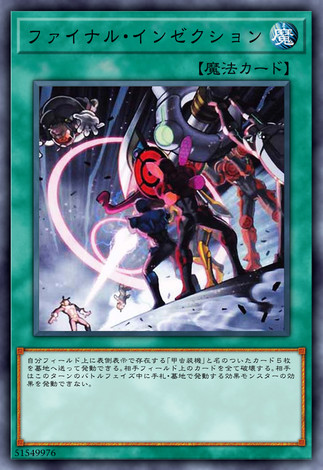 ファイナル・インゼクション
魔
【魔法カード】
自分フィールド上に表側表示で存在する「甲虫装機」と名のついたカード5枚
を墓地へ送って発動できる。相手フィールド上のカードを全て破壊する。相手
はこのターンのバトルフェイズ中に手札・墓地で発動する効果モンスターの効
果を発動できない。
51549976